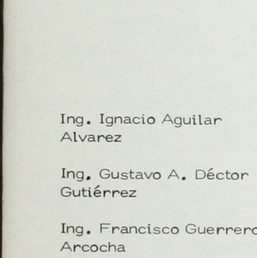 Ing. Ignacio Aguilar
Alvarez
Ing. Gustavo A. Déctor
Gutiérrez
Ing. Francisco Guerrero
Arcocha